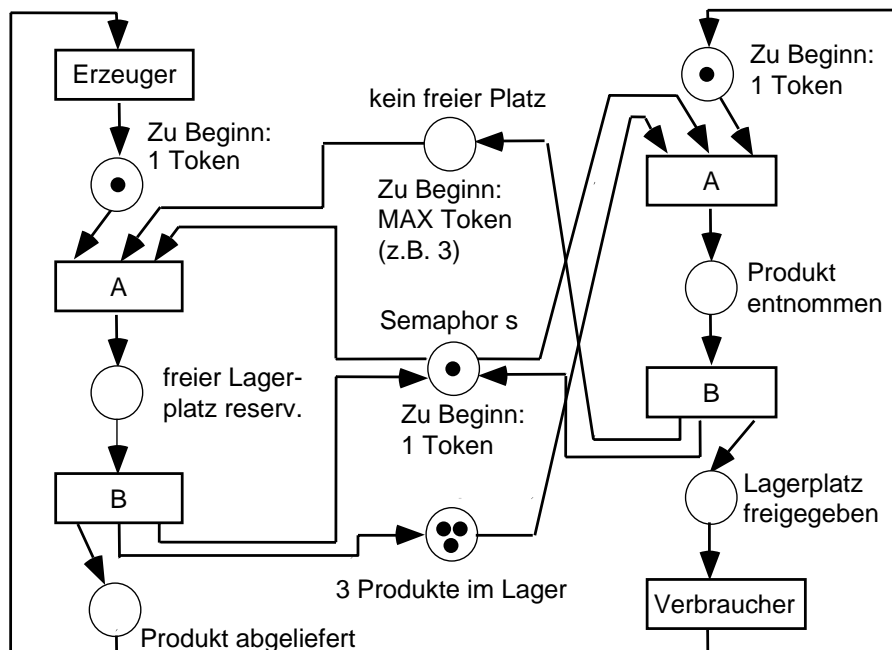 Erzeuger
Zu Beginn:
1 Token
A
freier Lager-
platz reserv.
B
Produkt abgeliefert
kein freier Platz
Zu Beginn:
MAX Token
(z.B. 3)
Semaphor s
Zu Beginn:
1 Token
3 Produkte im Lager
Zu Beginn:
1 Token
A
Produkt
entnommen
B
Lagerplatz
freigegeben
Verbraucher